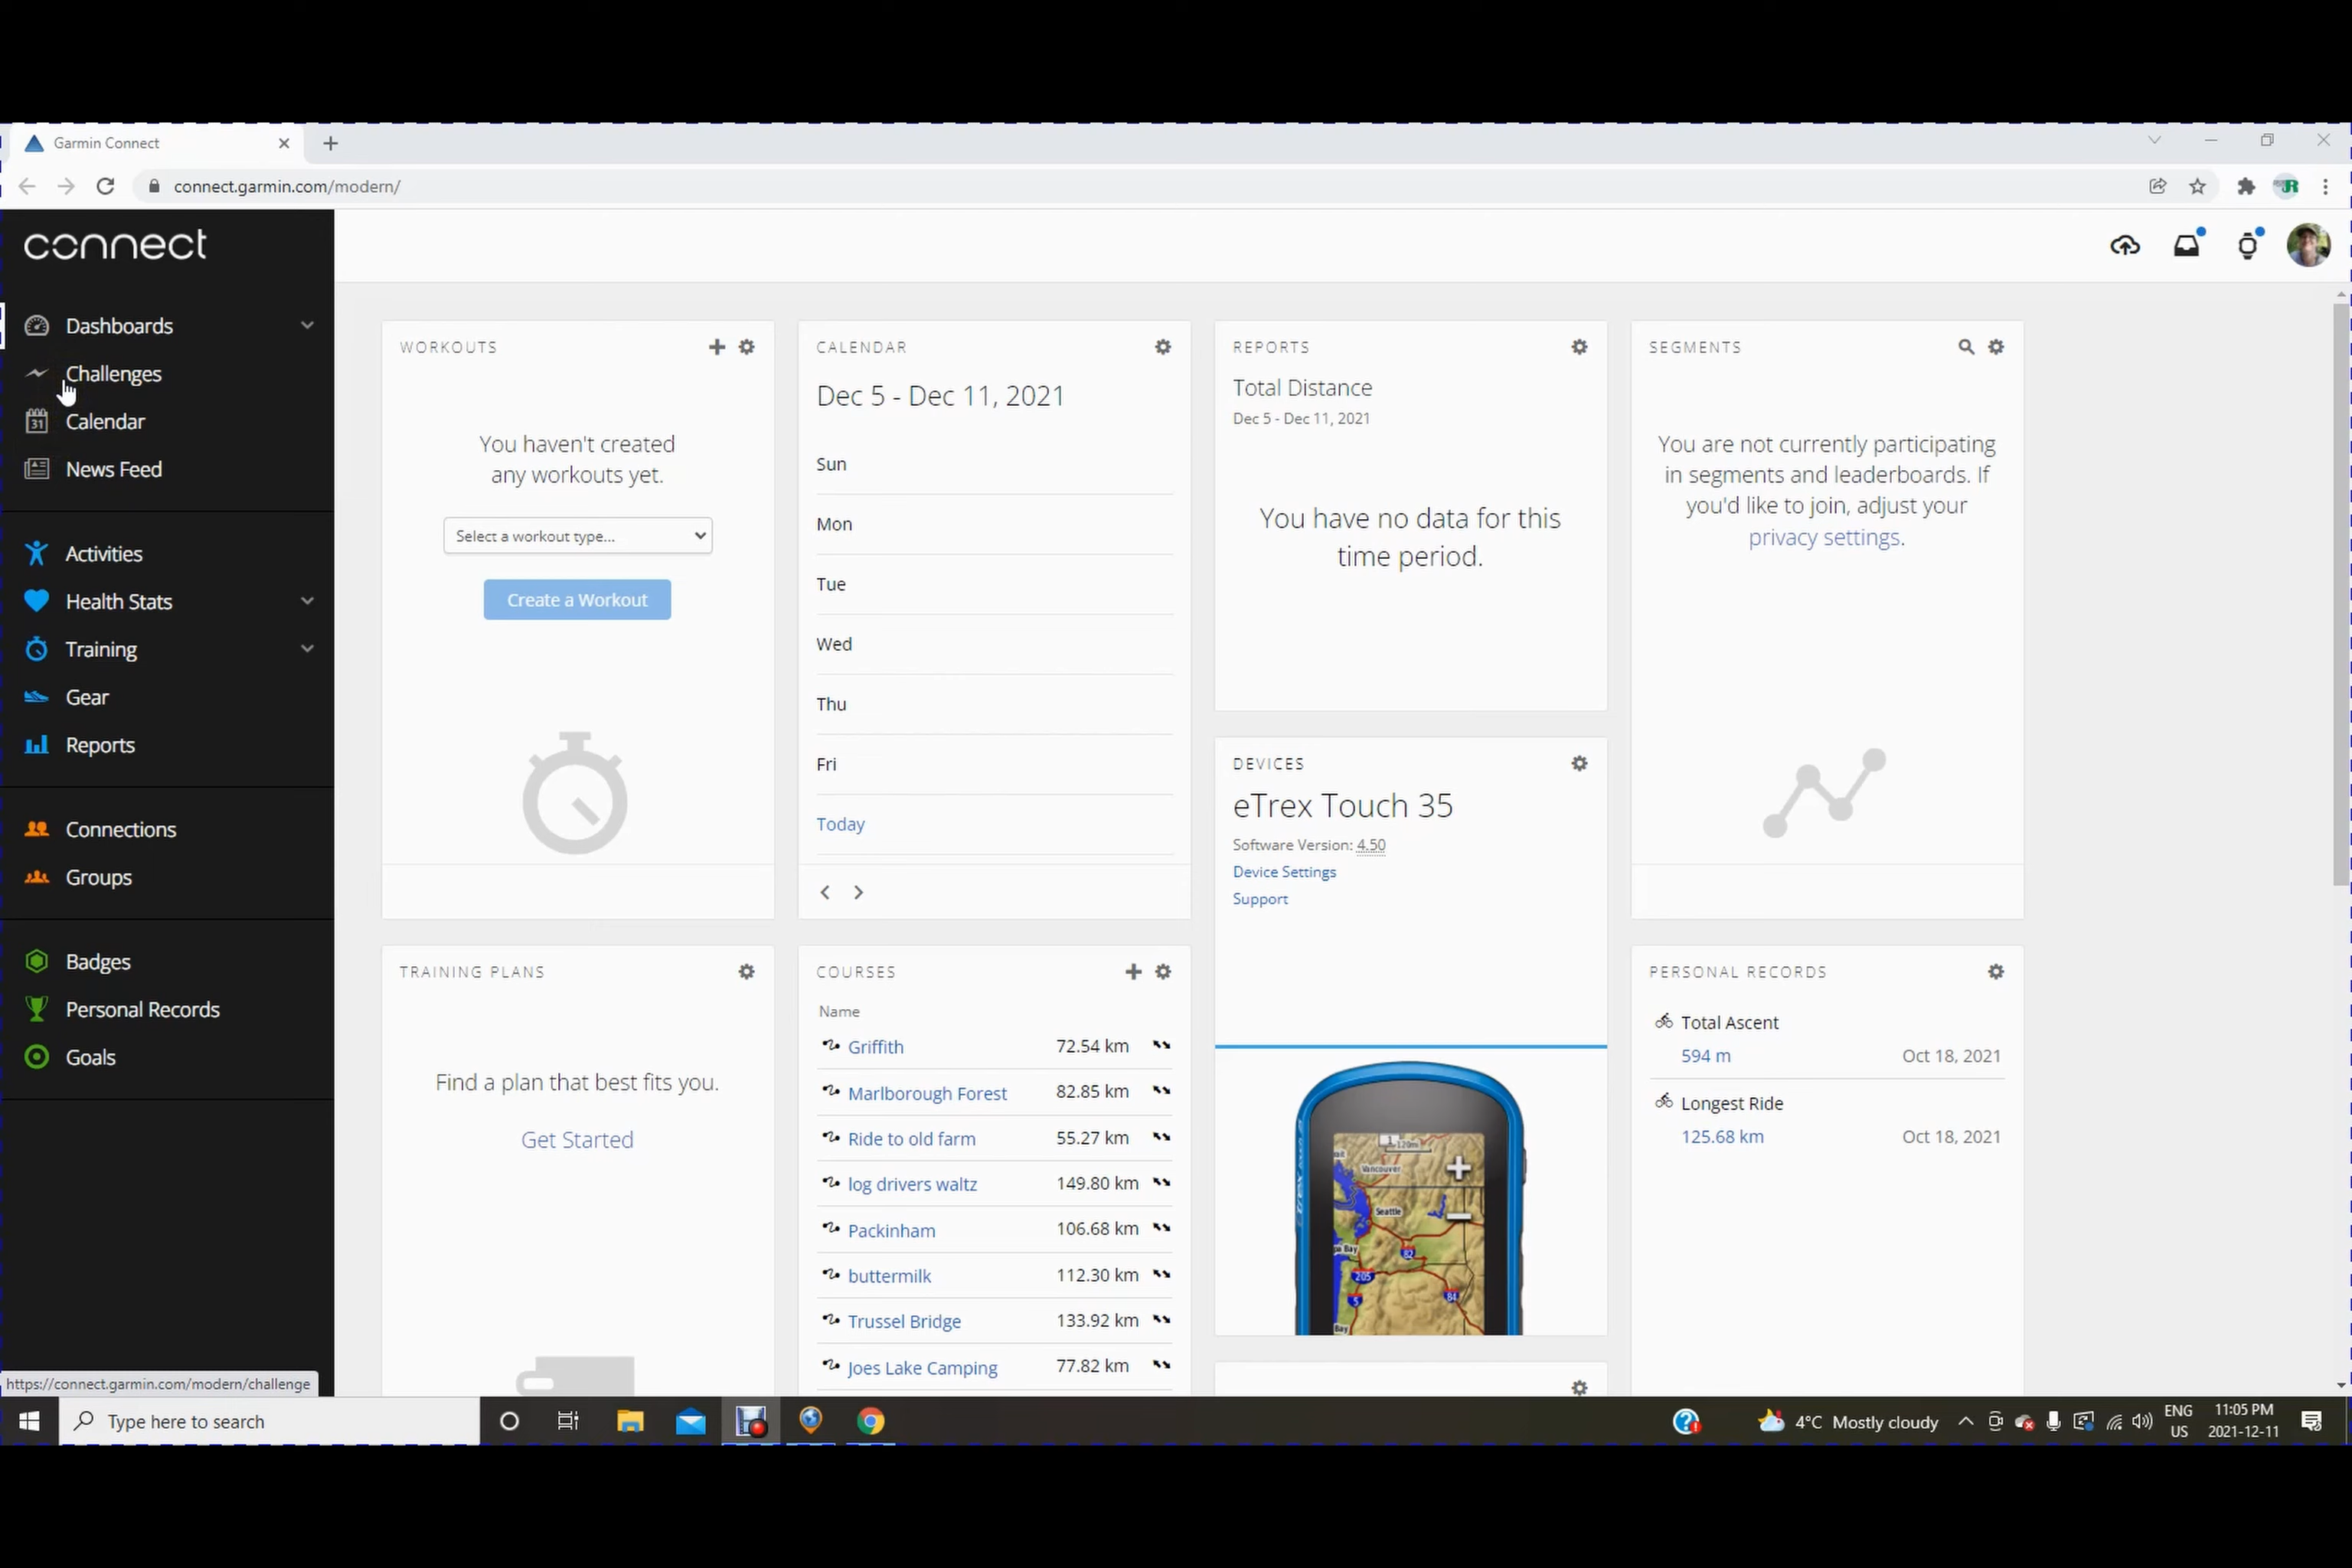 Garmin Connect
connect.garmin.com/modern/
connect
Dashboards
Challenges
Calendar
News Feed
Activities
Health Stats
Training
Gear
Reports
Connections
Groups
Badges
Personal Records
Goals
https://connect.garmin.com/modern/challenge
WORKOUTS
You haven't created
any workouts yet.
Select a workout type...
Create a Workout
CALENDAR
Dec 5 - Dec 11, 2021
Sun
Mon
Tue
Wed
Thu
Fri
Today
REPORTS
Total Distance
Dec 5 - Dec 11, 2021
You have no data for this
time period.
SEGMENTS
You are not currently participating
in segments and leaderboards. If
you'd like to join, adjust your
privacy settings.
DEVICES
eTrex Touch 35
Software Version: 4.50
Device Settings
Support
Vancouver
Seattle
TRAINING PLANS
Find a plan that best fits you.
Get Started
COURSES
Name
Griffith 72.54 km
Marlborough Forest 82.85 km
Ride to old farm 55.27 km
log drivers waltz 149.80 km
Packinham 106.68 km
buttermilk 112.30 km
Trussel Bridge 133.92 km
Joes Lake Camping 77.82 km
PERSONAL RECORDS
Total Ascent
594 m Oct 18, 2021
Longest Ride
125.68 km Oct 18, 2021
Type here to search
4°C Mostly cloudy
ENG
US
11:05 PM
2021-12-11